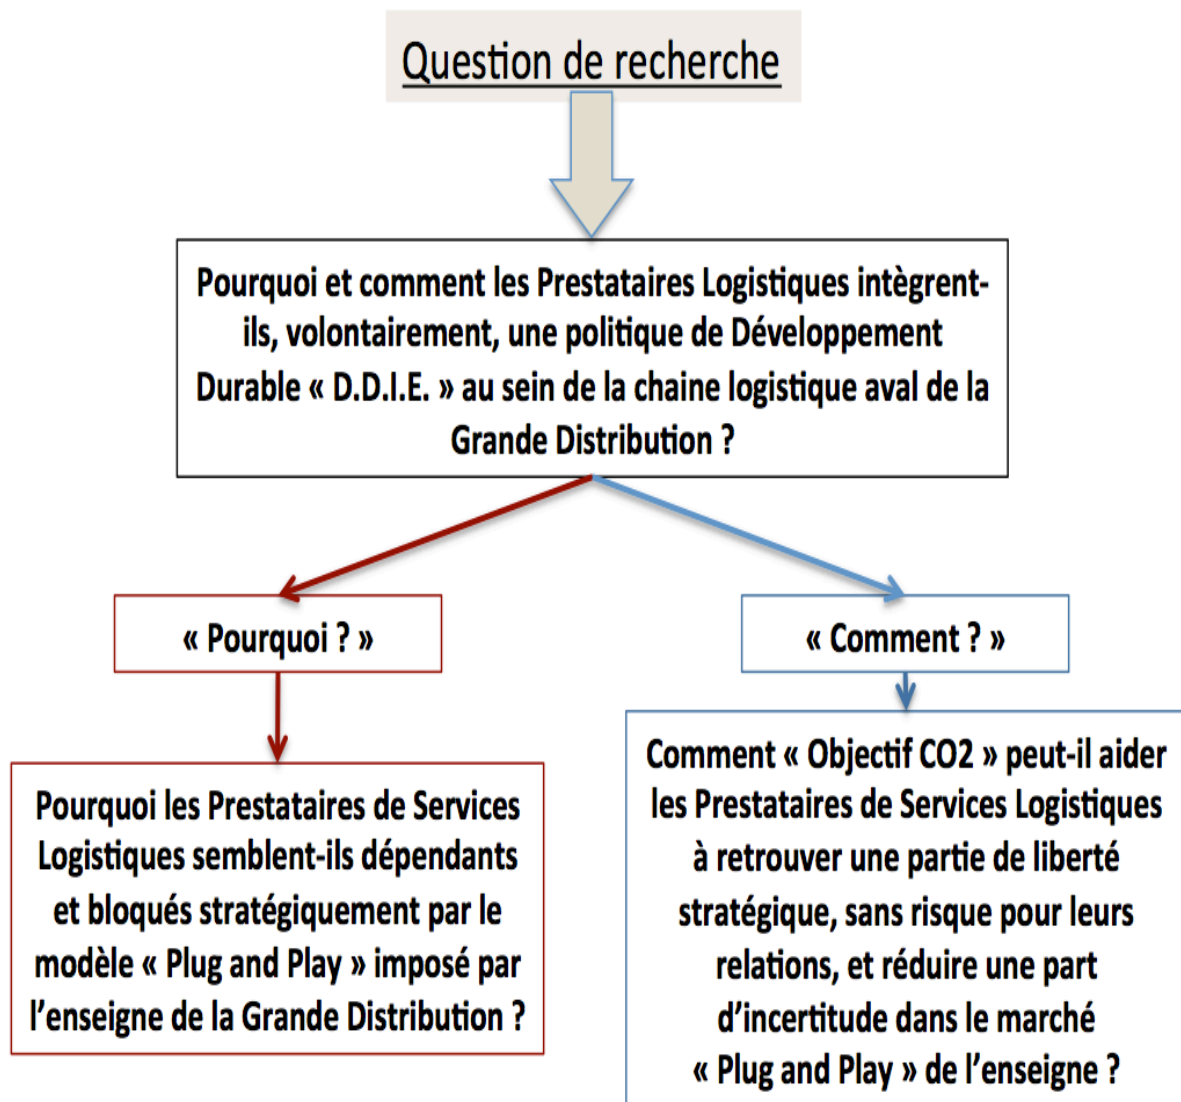 Question de recherche
Pourquoi et comment les Prestataires Logistiques intègrent-
ils, volontairement, une politique de Développement
Durable « D.D.I.E. » au sein de la chaine logistique aval de la
Grande Distribution ?
« Pourquoi ? »
« Comment ? »
Pourquoi les Prestataires de Services
Logistiques semblent-ils dépendants
et bloqués stratégiquement par le
modèle « Plug and Play » imposé par
l’enseigne de la Grande Distribution ?
Comment « Objectif CO2 » peut-il aider
les Prestataires de Services Logistiques
à retrouver une partie de liberté
stratégique, sans risque pour leurs
relations, et réduire une part
d’incertitude dans le marché
« Plug and Play » de l’enseigne ?